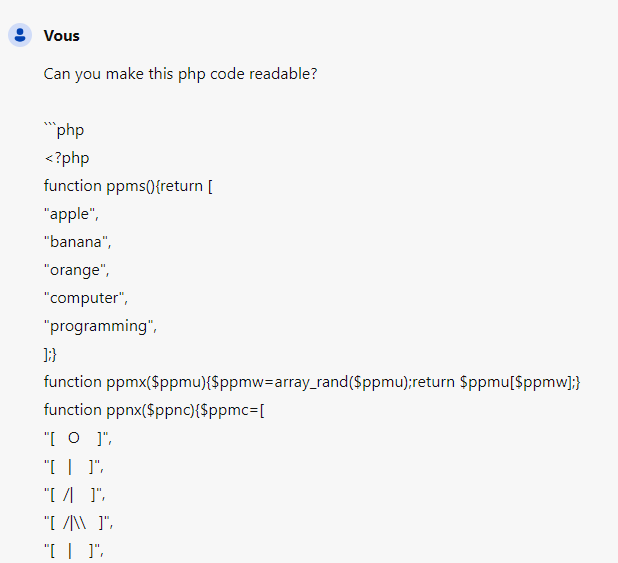 Vous
Can you make this php code readable?
```php
<?php
function ppms(){return [
"apple",
"banana",
"orange",
"computer",
"programming",
];}
function ppmx($ppmu){$ppmw=array_rand($ppmu);return $ppmu[$ppmw];}
function ppnx($ppnc){$ppmc=[
"[   O    ]",
"[   |    ]",
"[  /|    ]",
"[  /|\\   ]",
"[   |    ]",